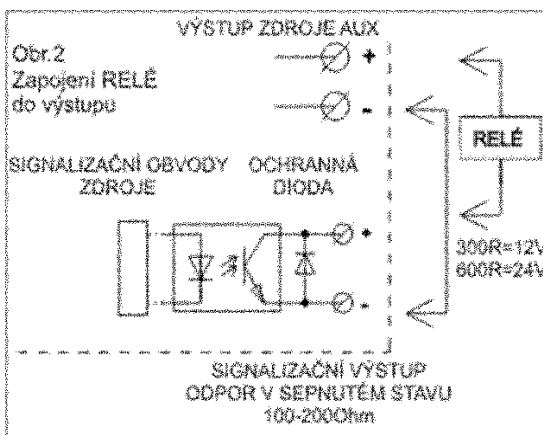 VÝSTUP ZDROJE AUX
Obr.2
Zapojení RELÉ
do výstupu
+
-
RELÉ
SIGNALIZAČNÍ OBVODY
ZDROJE
OCHRANNÁ
DIODA
+
-
300R=12V
600R=24V
SIGNALIZAČNÍ VÝSTUP
ODPOR V SEPNUTÉM STAVU
100-200Ohm